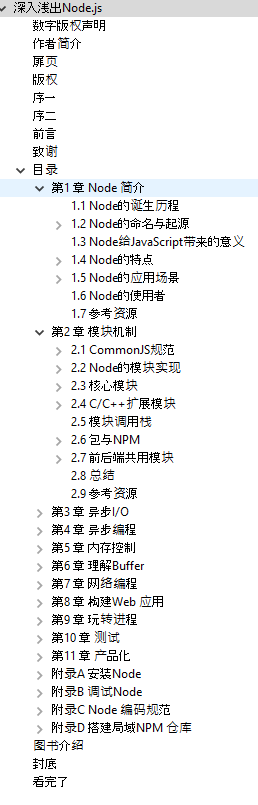 深入浅出Node.js
数字版权声明
作者简介
扉页
版权
序一
序二
前言
致谢
目录
第1 章 Node 简介
1.1 Node的诞生历程
1.2 Node的命名与起源
1.3 Node给JavaScript带来的意义
1.4 Node的特点
1.5 Node的应用场景
1.6 Node的使用者
1.7 参考资源
第2 章 模块机制
2.1 CommonJS规范
2.2 Node的模块实现
2.3 核心模块
2.4 C/C++扩展模块
2.5 模块调用栈
2.6 包与NPM
2.7 前后端共用模块
2.8 总结
2.9 参考资源
第3 章 异步I/O
第4 章 异步编程
第5 章 内存控制
第6 章 理解Buffer
第7 章 网络编程
第8 章 构建Web 应用
第9 章 玩转进程
第10 章 测试
第11 章 产品化
附录A 安装Node
附录B 调试Node
附录C Node 编码规范
附录D 搭建局域NPM 仓库
图书介绍
封底
看完了